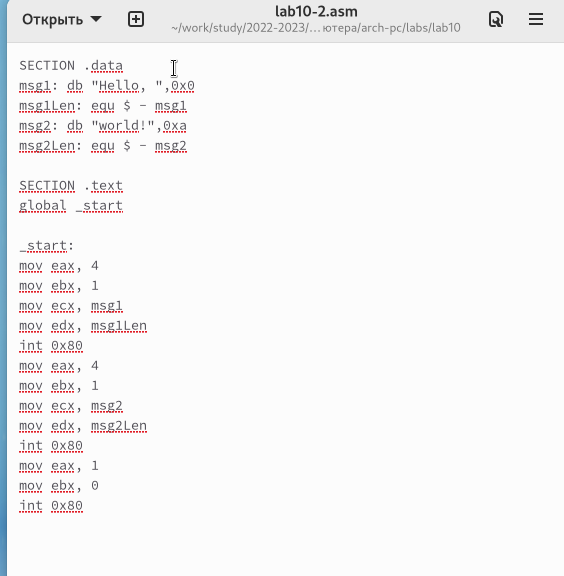 Открыть
lab10-2.asm
~/work/study/2022-2023/…ютера/arch-pc/labs/lab10
SECTION .data
msg1: db "Hello, ",0x0
msg1Len: equ $ - msg1
msg2: db "world!",0xa
msg2Len: equ $ - msg2
SECTION .text
global _start
_start:
mov eax, 4
mov ebx, 1
mov ecx, msg1
mov edx, msg1Len
int 0x80
mov eax, 4
mov ebx, 1
mov ecx, msg2
mov edx, msg2Len
int 0x80
mov eax, 1
mov ebx, 0
int 0x80